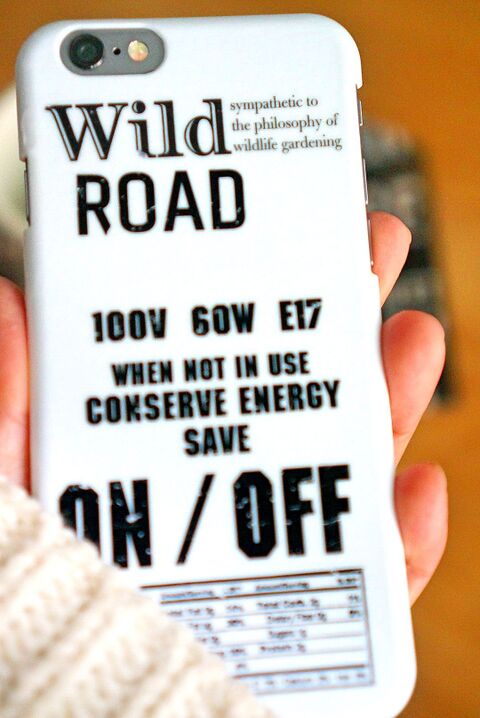 Wild
sympathetic to
the philosophy of
wildlife gardening
ROAD
100V 60W E17
WHEN NOT IN USE
CONSERVE ENERGY
SAVE
ON / OFF